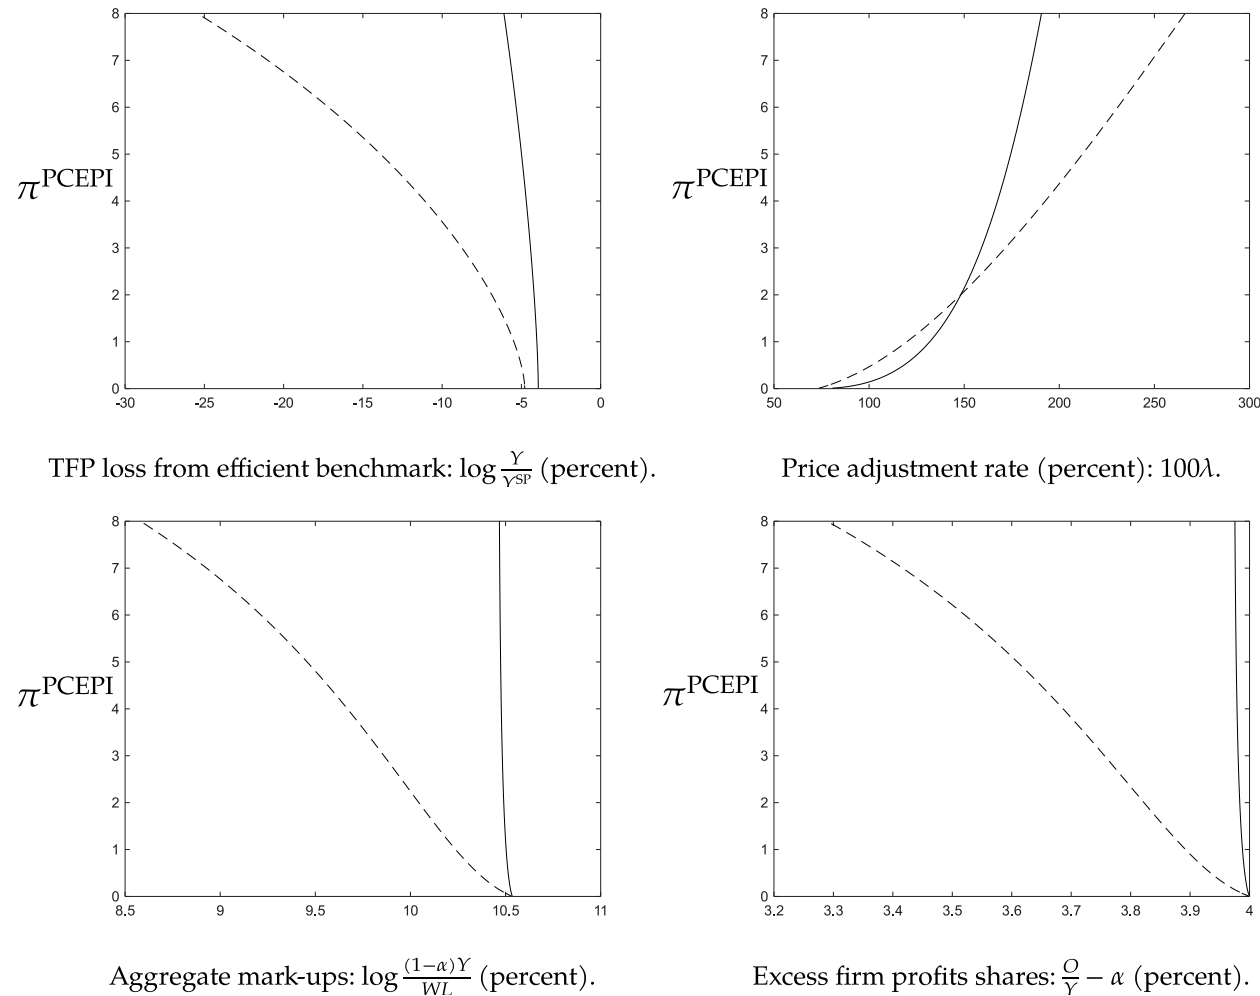 8 8
7 7
6 6
5 5
π^PCEPI 4 π^PCEPI 4
3 3
2 2
1 1
0 0
-30 -25 -20 -15 -10 -5 0 50 100 150 200 250 300
TFP loss from efficient benchmark: log Y/Y^SP (percent). Price adjustment rate (percent): 100λ.
8 8
7 7
6 6
5 5
π^PCEPI 4 π^PCEPI 4
3 3
2 2
1 1
0 0
8.5 9 9.5 10 10.5 11 3.2 3.3 3.4 3.5 3.6 3.7 3.8 3.9 4
Aggregate mark-ups: log (1−α)Y/WL (percent). Excess firm profits shares: O/Y − α (percent).